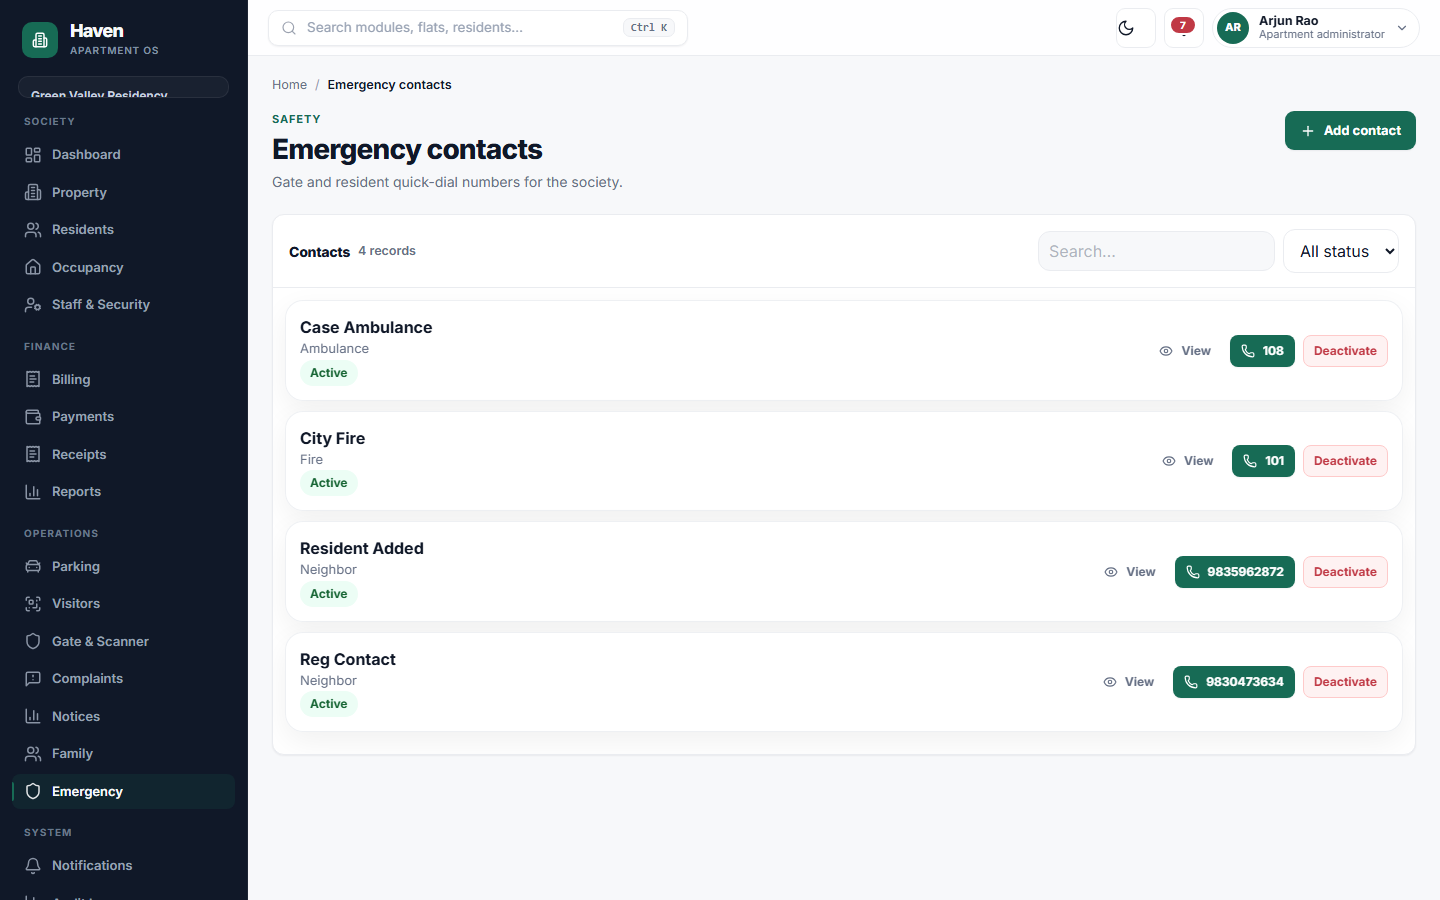 Haven
APARTMENT OS
Green Valley Residency
SOCIETY
Dashboard
Property
Residents
Occupancy
Staff & Security
FINANCE
Billing
Payments
Receipts
Reports
OPERATIONS
Parking
Visitors
Gate & Scanner
Complaints
Notices
Family
Emergency
SYSTEM
Notifications
Search modules, flats, residents...
Ctrl K
7
AR
Arjun Rao
Apartment administrator
Home / Emergency contacts
SAFETY
Emergency contacts
Gate and resident quick-dial numbers for the society.
Add contact
Contacts 4 records
Search...
All status
Case Ambulance
Ambulance
Active
View
108
Deactivate
City Fire
Fire
Active
View
101
Deactivate
Resident Added
Neighbor
Active
View
9835962872
Deactivate
Reg Contact
Neighbor
Active
View
9830473634
Deactivate